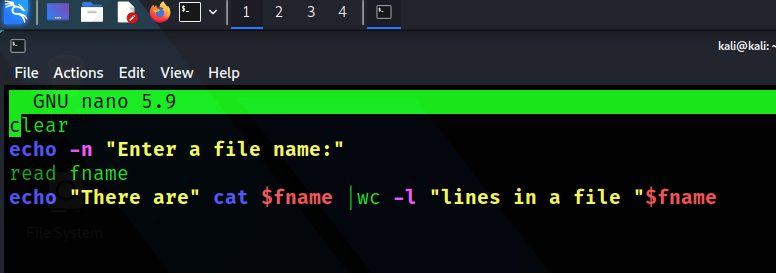 1 2 3 4
kali@kali: ~
File Actions Edit View Help
GNU nano 5.9
clear
echo -n "Enter a file name:"
read fname
echo "There are" cat $fname |wc -l "lines in a file "$fname
File System